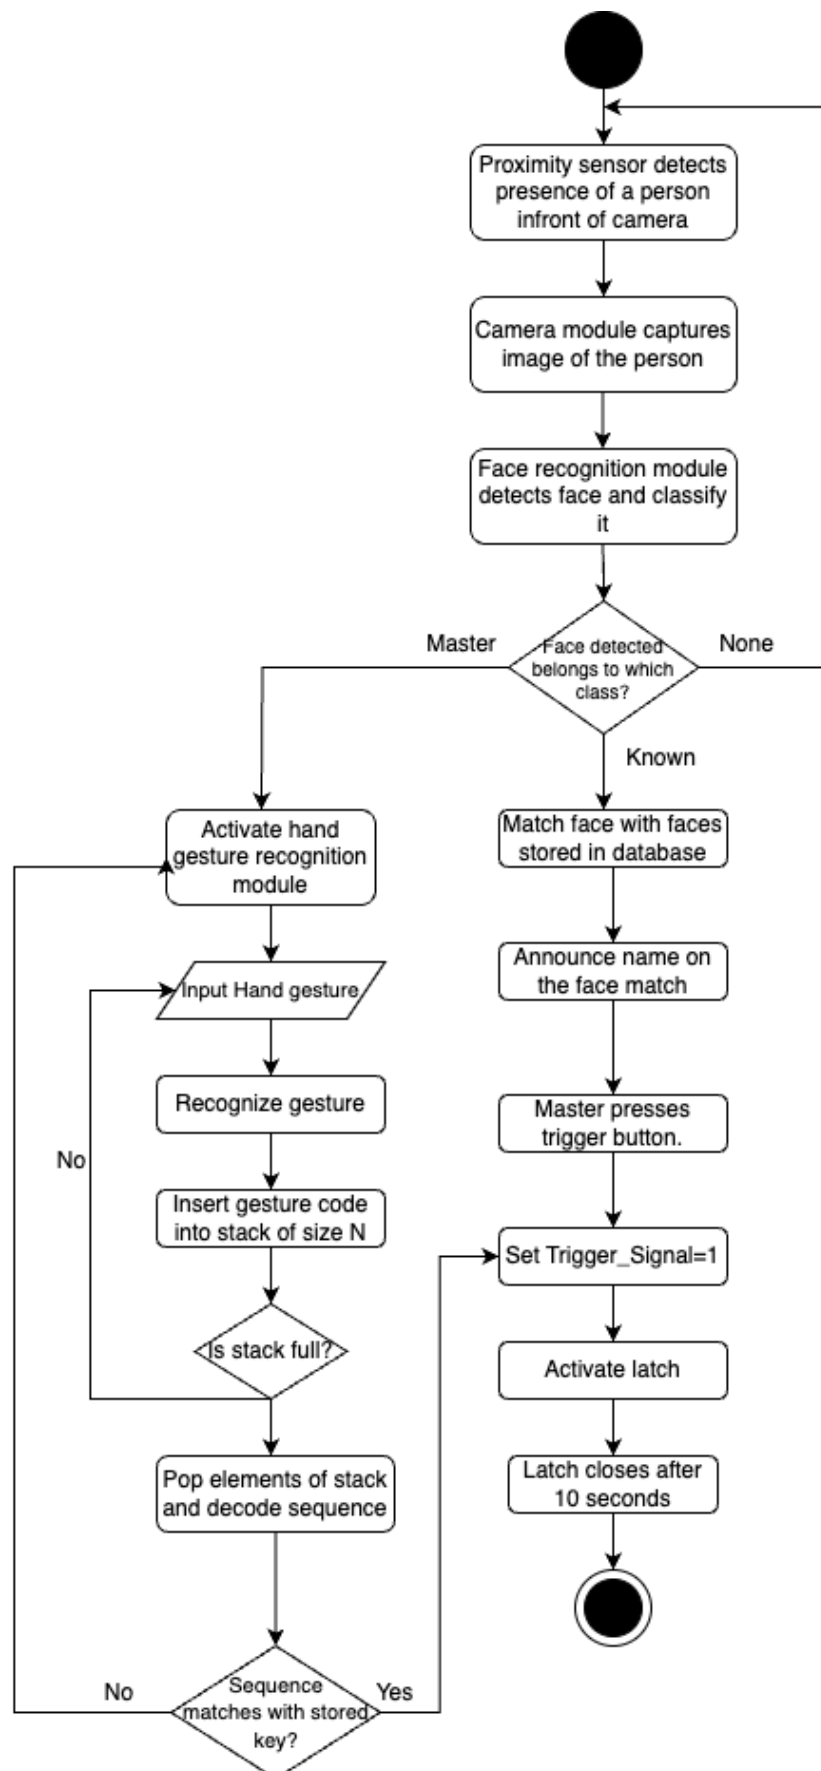 Proximity sensor detects
presence of a person
infront of camera
Camera module captures
image of the person
Face recognition module
detects face and classify
it
Face detected
belongs to which
class?
Master
None
Known
Activate hand
gesture recognition
module
Input Hand gesture
Recognize gesture
Insert gesture code
into stack of size N
Is stack full?
No
Pop elements of stack
and decode sequence
Sequence
matches with stored
key?
No
Yes
Match face with faces
stored in database
Announce name on
the face match
Master presses
trigger button.
Set Trigger_Signal=1
Activate latch
Latch closes after
10 seconds